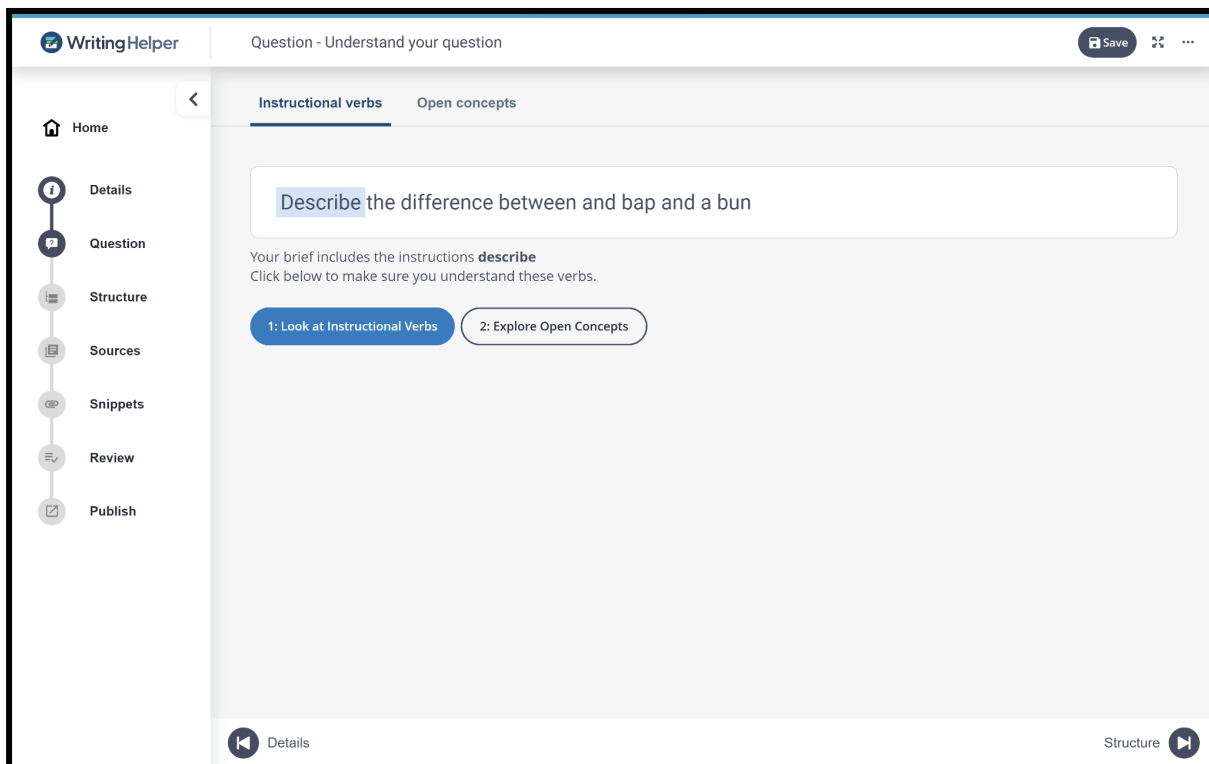 WritingHelper
Question - Understand your question
Save
Home
Details
Question
Structure
Sources
Snippets
Review
Publish
Instructional verbs
Open concepts
Describe the difference between and bap and a bun
Your brief includes the instructions describe
Click below to make sure you understand these verbs.
1: Look at Instructional Verbs
2: Explore Open Concepts
Details
Structure